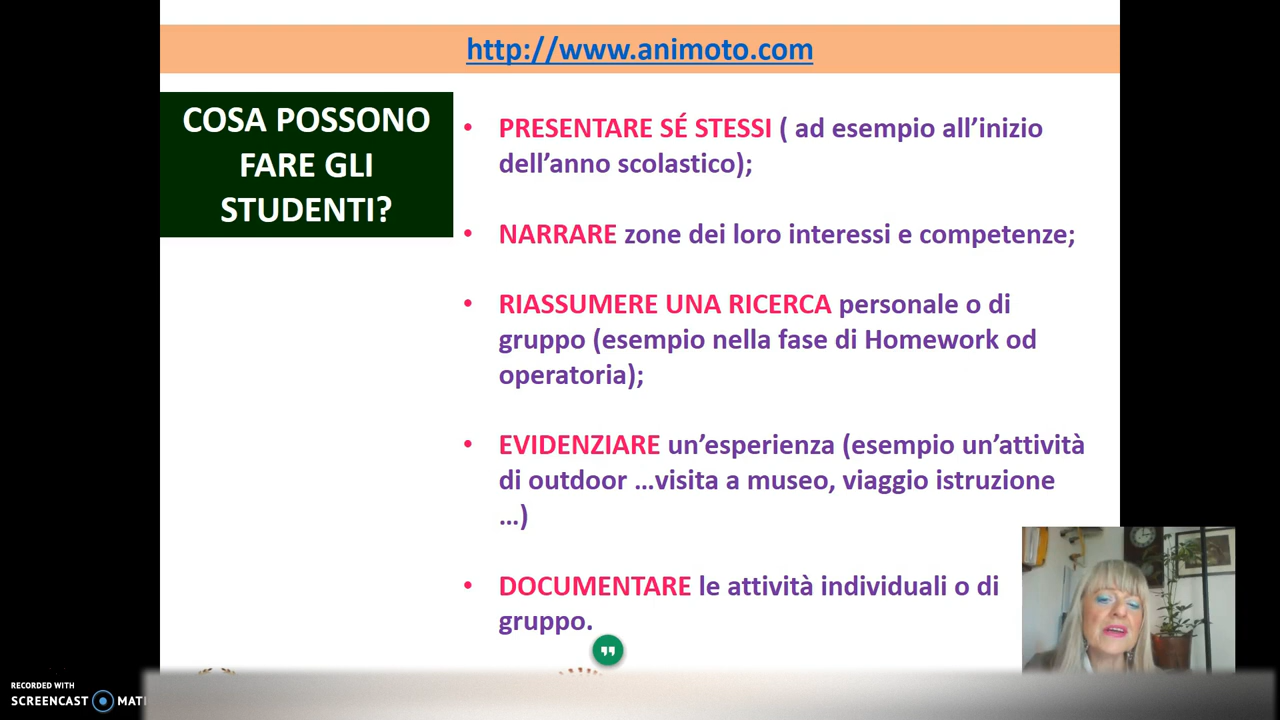 http://www.animoto.com
COSA POSSONO
FARE GLI
STUDENTI?
• PRESENTARE SÉ STESSI ( ad esempio all’inizio
dell’anno scolastico);
• NARRARE zone dei loro interessi e competenze;
• RIASSUMERE UNA RICERCA personale o di
gruppo (esempio nella fase di Homework od
operatoria);
• EVIDENZIARE un’esperienza (esempio un’attività
di outdoor …visita a museo, viaggio istruzione
…)
• DOCUMENTARE le attività individuali o di
gruppo.
RECORDED WITH
SCREENCAST MATI